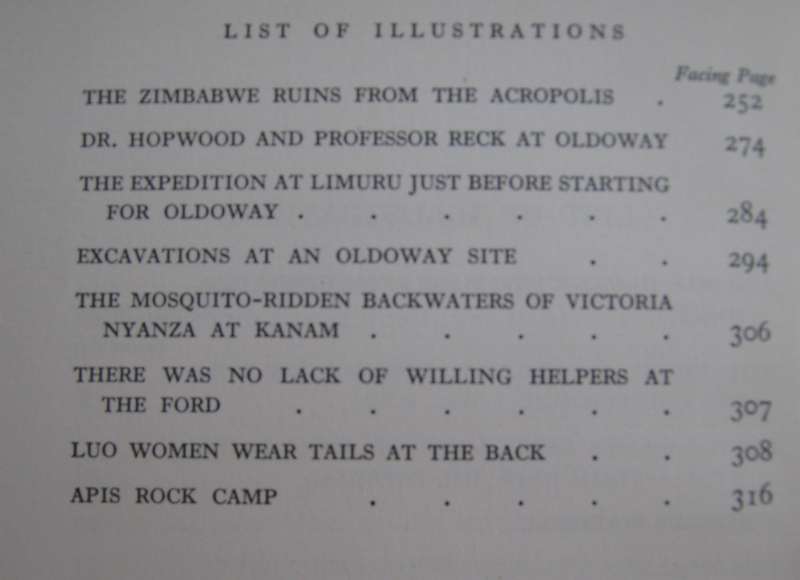 LIST OF ILLUSTRATIONS
Facing Page
THE ZIMBABWE RUINS FROM THE ACROPOLIS . 252
DR. HOPWOOD AND PROFESSOR RECK AT OLDOWAY 274
THE EXPEDITION AT LIMURU JUST BEFORE STARTING
FOR OLDOWAY . . . . . . 284
EXCAVATIONS AT AN OLDOWAY SITE . . 294
THE MOSQUITO-RIDDEN BACKWATERS OF VICTORIA
NYANZA AT KANAM . . . . . 306
THERE WAS NO LACK OF WILLING HELPERS AT
THE FORD . . . . . . 307
LUO WOMEN WEAR TAILS AT THE BACK . . 308
APIS ROCK CAMP . . . . . 316